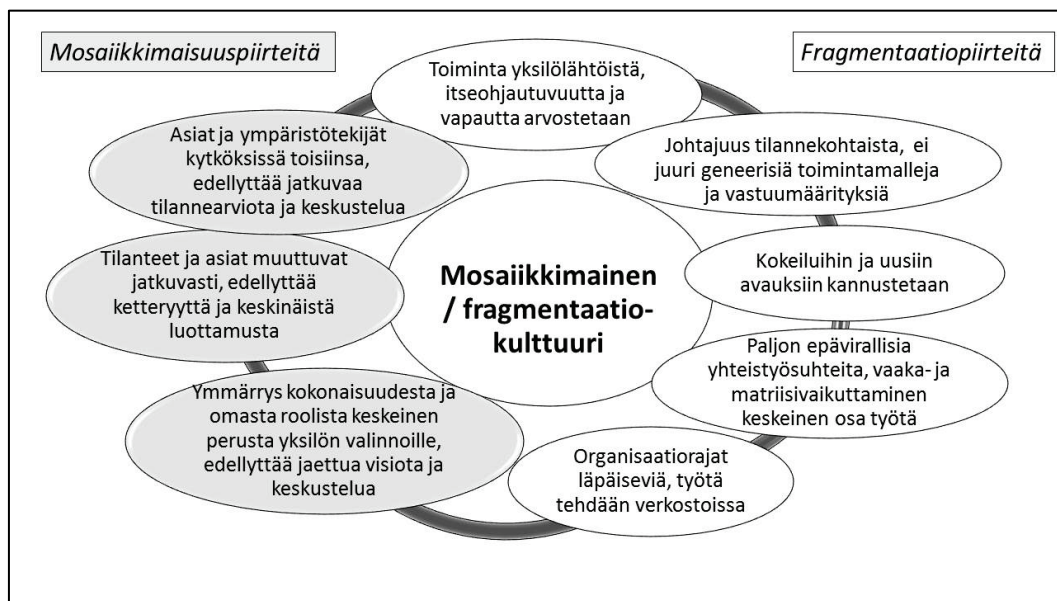 Mosaiikkimaisuuspiirteitä
Fragmentaatiopiirteitä
Toiminta yksilölähtöistä,
itseohjautuvuutta ja
vapautta arvostetaan
Johtajuus tilannekohtaista, ei
juuri geneerisiä toimintamalleja
ja vastuumäärityksiä
Kokeiluihin ja uusiin
avauksiin kannustetaan
Paljon epävirallisia
yhteistyösuhteita, vaaka- ja
matriisivaikuttaminen
keskeinen osa työtä
Organisaatiorajat
läpäiseviä, työtä
tehdään verkostoissa
Ymmärrys kokonaisuudesta ja
omasta roolista keskeinen
perusta yksilön valinnoille,
edellyttää jaettua visiota ja
keskustelua
Tilanteet ja asiat muuttuvat
jatkuvasti, edellyttää
ketteryyttä ja keskinäistä
luottamusta
Asiat ja ympäristötekijät
kytköksissä toisiinsa,
edellyttää jatkuvaa
tilannearviota ja keskustelua
Mosaiikkimainen
/ fragmentaatio-
kulttuuri